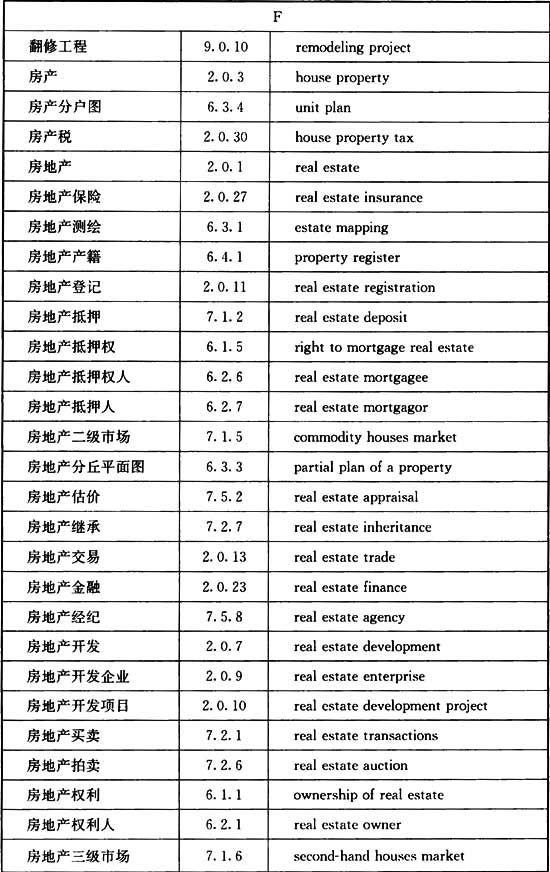 F
翻修工程 9.0.10 remodeling project
房产 2.0.3 house property
房产分户图 6.3.4 unit plan
房产税 2.0.30 house property tax
房地产 2.0.1 real estate
房地产保险 2.0.27 real estate insurance
房地产测绘 6.3.1 estate mapping
房地产产籍 6.4.1 property register
房地产登记 2.0.11 real estate registration
房地产抵押 7.1.2 real estate deposit
房地产抵押权 6.1.5 right to mortgage real estate
房地产抵押权人 6.2.6 real estate mortgagee
房地产抵押人 6.2.7 real estate mortgagor
房地产二级市场 7.1.5 commodity houses market
房地产分丘平面图 6.3.3 partial plan of a property
房地产估价 7.5.2 real estate appraisal
房地产继承 7.2.7 real estate inheritance
房地产交易 2.0.13 real estate trade
房地产金融 2.0.23 real estate finance
房地产经纪 7.5.8 real estate agency
房地产开发 2.0.7 real estate development
房地产开发企业 2.0.9 real estate enterprise
房地产开发项目 2.0.10 real estate development project
房地产买卖 7.2.1 real estate transactions
房地产拍卖 7.2.6 real estate auction
房地产权利 6.1.1 ownership of real estate
房地产权利人 6.2.1 real estate owner
房地产三级市场 7.1.6 second-hand houses market